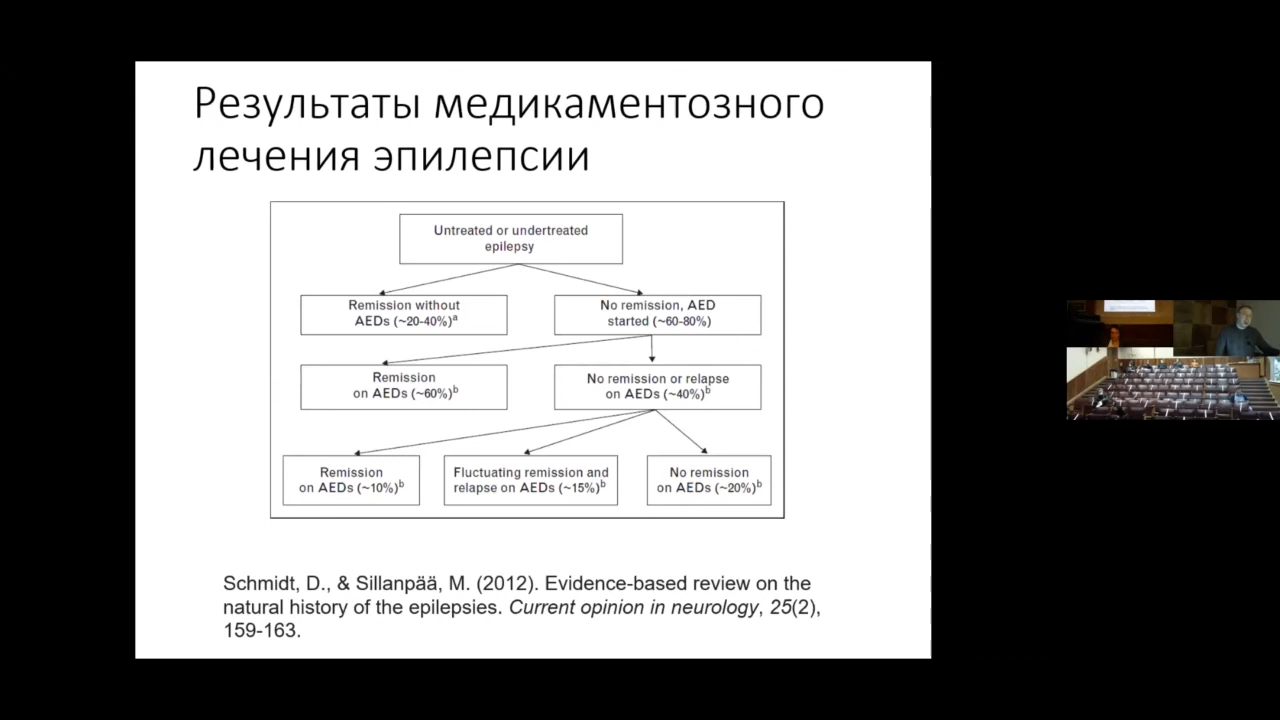 Результаты медикаментозного
лечения эпилепсии
Untreated or undertreated
epilepsy
Remission without
AEDs (~20-40%)a
No remission, AED
started (~60-80%)
Remission
on AEDs (~60%)b
No remission or relapse
on AEDs (~40%)b
Remission
on AEDs (~10%)b
Fluctuating remission and
relapse on AEDs (~15%)b
No remission
on AEDs (~20%)b
Schmidt, D., & Sillanpää, M. (2012). Evidence-based review on the
natural history of the epilepsies. Current opinion in neurology, 25(2),
159-163.